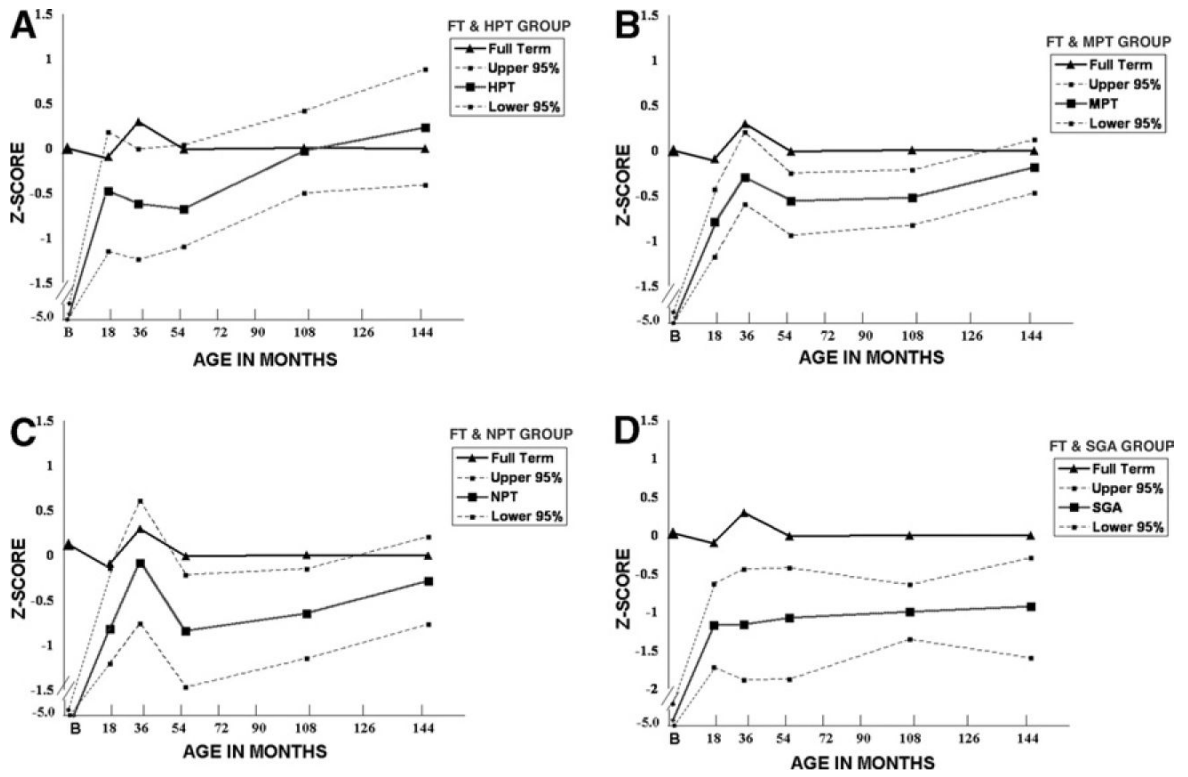 A
1.5
1
0.5
0
-0.5
-1
-1.5
-5.0
Z-SCORE
B 18 36 54 72 90 108 126 144
AGE IN MONTHS
FT & HPT GROUP
Full Term
Upper 95%
HPT
Lower 95%
B
1.5
1
0.5
0
-0.5
-1
-1.5
-5.0
Z-SCORE
B 18 36 54 72 90 108 126 144
AGE IN MONTHS
FT & MPT GROUP
Full Term
Upper 95%
MPT
Lower 95%
C
1.5
1
0.5
0
-0.5
-1
-1.5
-5.0
Z-SCORE
B 18 36 54 72 90 108 126 144
AGE IN MONTHS
FT & NPT GROUP
Full Term
Upper 95%
NPT
Lower 95%
D
1.5
1
0.5
0
-0.5
-1
-1.5
-2
-5.0
Z-SCORE
B 18 36 54 72 90 108 126 144
AGE IN MONTHS
FT & SGA GROUP
Full Term
Upper 95%
SGA
Lower 95%